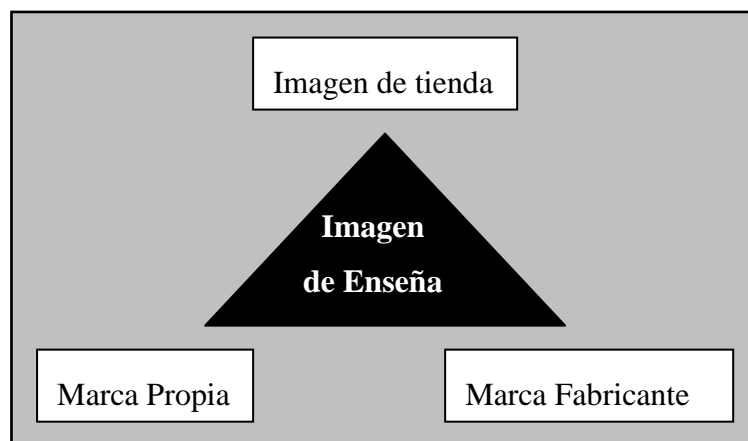 Imagen de tienda
Imagen
de Enseña
Marca Propia
Marca Fabricante